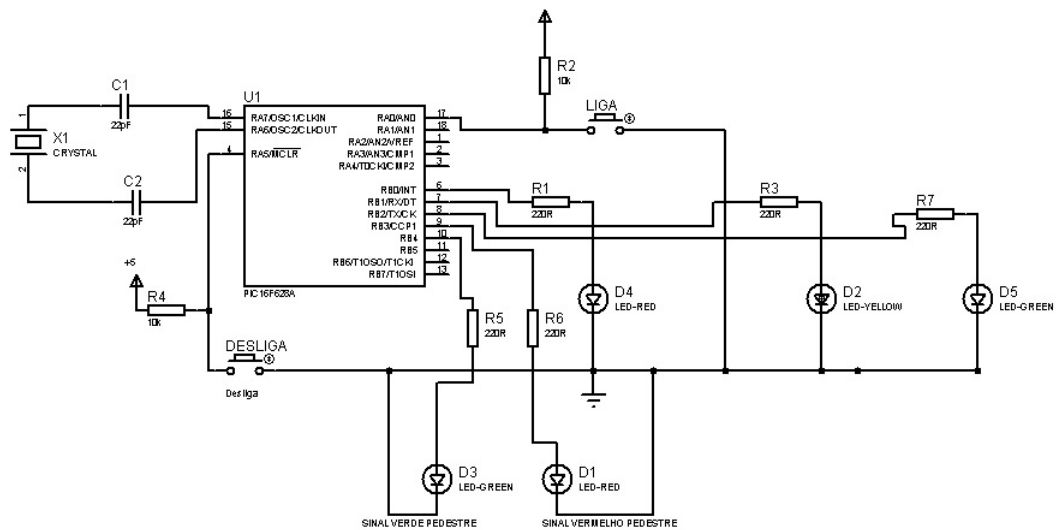 R2
10k
C1
22pF
U1
LIGA
X1
CRYSTAL
1
2
16
15
4
RA7/OSC1/CLKIN
RA6/OSC2/CLKOUT
RA5/MCLR
RA0/AN0
RA1/AN1
RA2/AN2/VREF
RA3/AN3/CMP1
RA4/T0CKI/CMP2
RB0/INT
RB1/RX/DT
RB2/TX/CK
RB3/CCP1
RB4
RB5
RB6/T1OSO/T1CKI
RB7/T1OSI
17
18
1
2
3
6
7
8
9
10
11
12
13
PIC16F628A
C2
22pF
R1
220R
R3
220R
R7
220R
+5
R4
10k
R5
220R
R6
220R
D4
LED-RED
D2
LED-YELLOW
D5
LED-GREEN
DESLIGA
Desliga
D3
LED-GREEN
D1
LED-RED
SINAL VERDE PEDESTRE
SINAL VERMELHO PEDESTRE